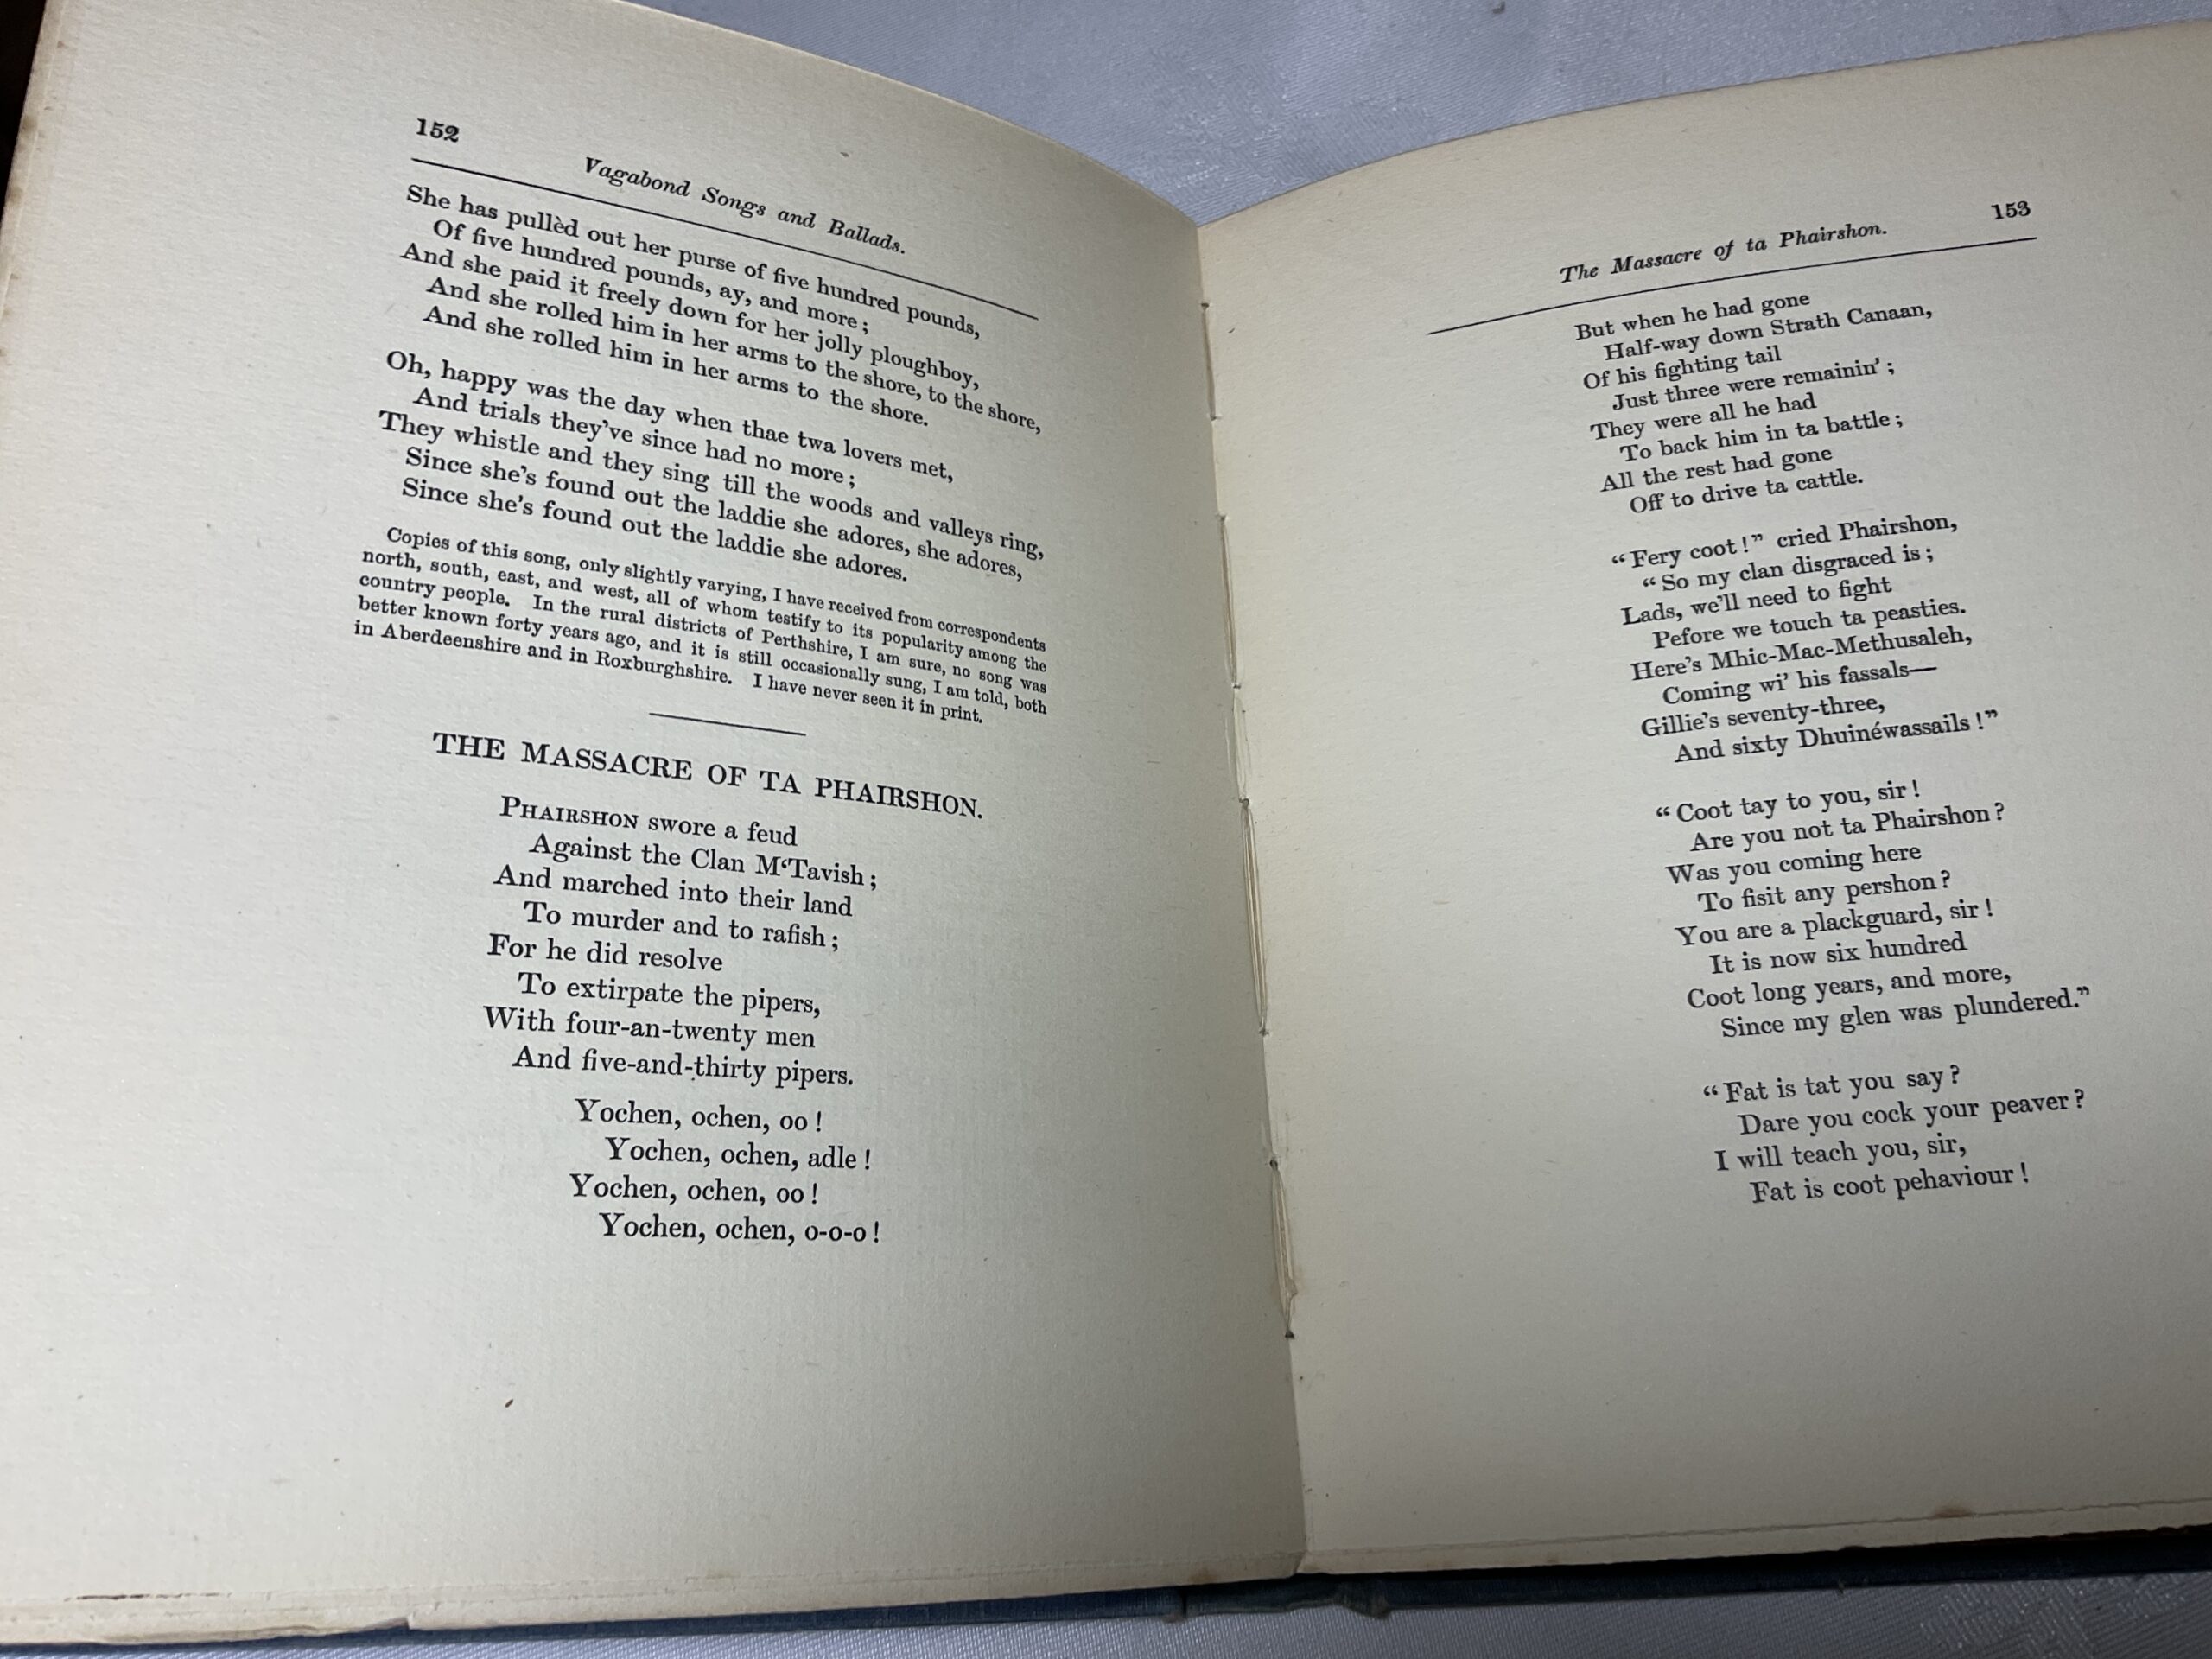 152
Vagabond Songs and Ballads.
She has pullèd out her purse of five hundred pounds,
Of five hundred pounds, ay, and more;
And she paid it freely down for her jolly ploughboy,
And she rolled him in her arms to the shore, to the shore,
And she rolled him in her arms to the shore.
Oh, happy was the day when thae twa lovers met,
And trials they've since had no more;
They whistle and they sing till the woods and valleys ring,
Since she's found out the laddie she adores, she adores,
Since she's found out the laddie she adores.
Copies of this song, only slightly varying, I have received from correspondents
north, south, east, and west, all of whom testify to its popularity among the
country people. In the rural districts of Perthshire, I am sure, no song was
better known forty years ago, and it is still occasionally sung, I am told, both
in Aberdeenshire and in Roxburghshire. I have never seen it in print.
THE MASSACRE OF TA PHAIRSHON.
PHAIRSHON swore a feud
Against the Clan M‘Tavish;
And marched into their land
To murder and to rafish;
For he did resolve
To extirpate the pipers,
With four-an-twenty men
And five-and-thirty pipers.
Yochen, ochen, oo!
Yochen, ochen, adle!
Yochen, ochen, oo!
Yochen, ochen, o-o-o!
The Massacre of ta Phairshon.
153
But when he had gone
Half-way down Strath Canaan,
Of his fighting tail
Just three were remainin';
They were all he had
To back him in ta battle;
All the rest had gone
Off to drive ta cattle.
“Fery coot!” cried Phairshon,
“So my clan disgraced is;
Lads, we'll need to fight
Pefore we touch ta peasties.
Here's Mhic-Mac-Methusaleh,
Coming wi' his fassals—
Gillie's seventy-three,
And sixty Dhuinéwassails!”
“Coot tay to you, sir!
Are you not ta Phairshon?
Was you coming here
To fisit any pershon?
You are a plackguard, sir!
It is now six hundred
Coot long years, and more,
Since my glen was plundered.”
“Fat is tat you say?
Dare you cock your peaver?
I will teach you, sir,
Fat is coot pehaviour!